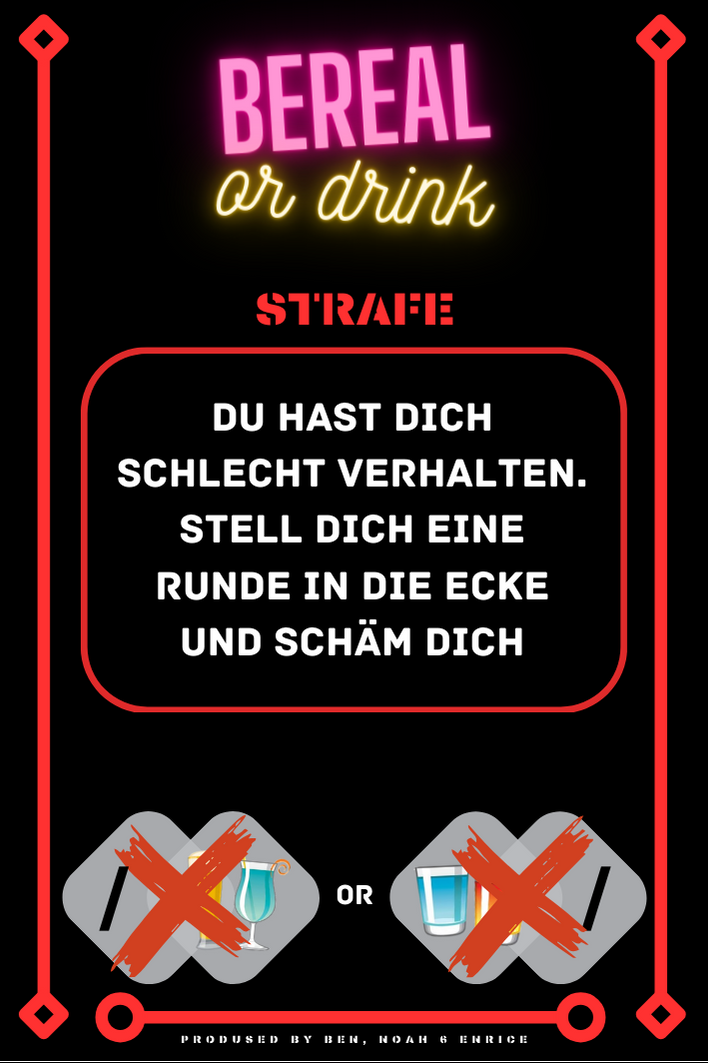 BEREAL
or drink
STRAFE
DU HAST DICH
SCHLECHT VERHALTEN.
STELL DICH EINE
RUNDE IN DIE ECKE
UND SCHÄM DICH
/ OR /
PRODUSED BY BEN, NOAH & ENRICE